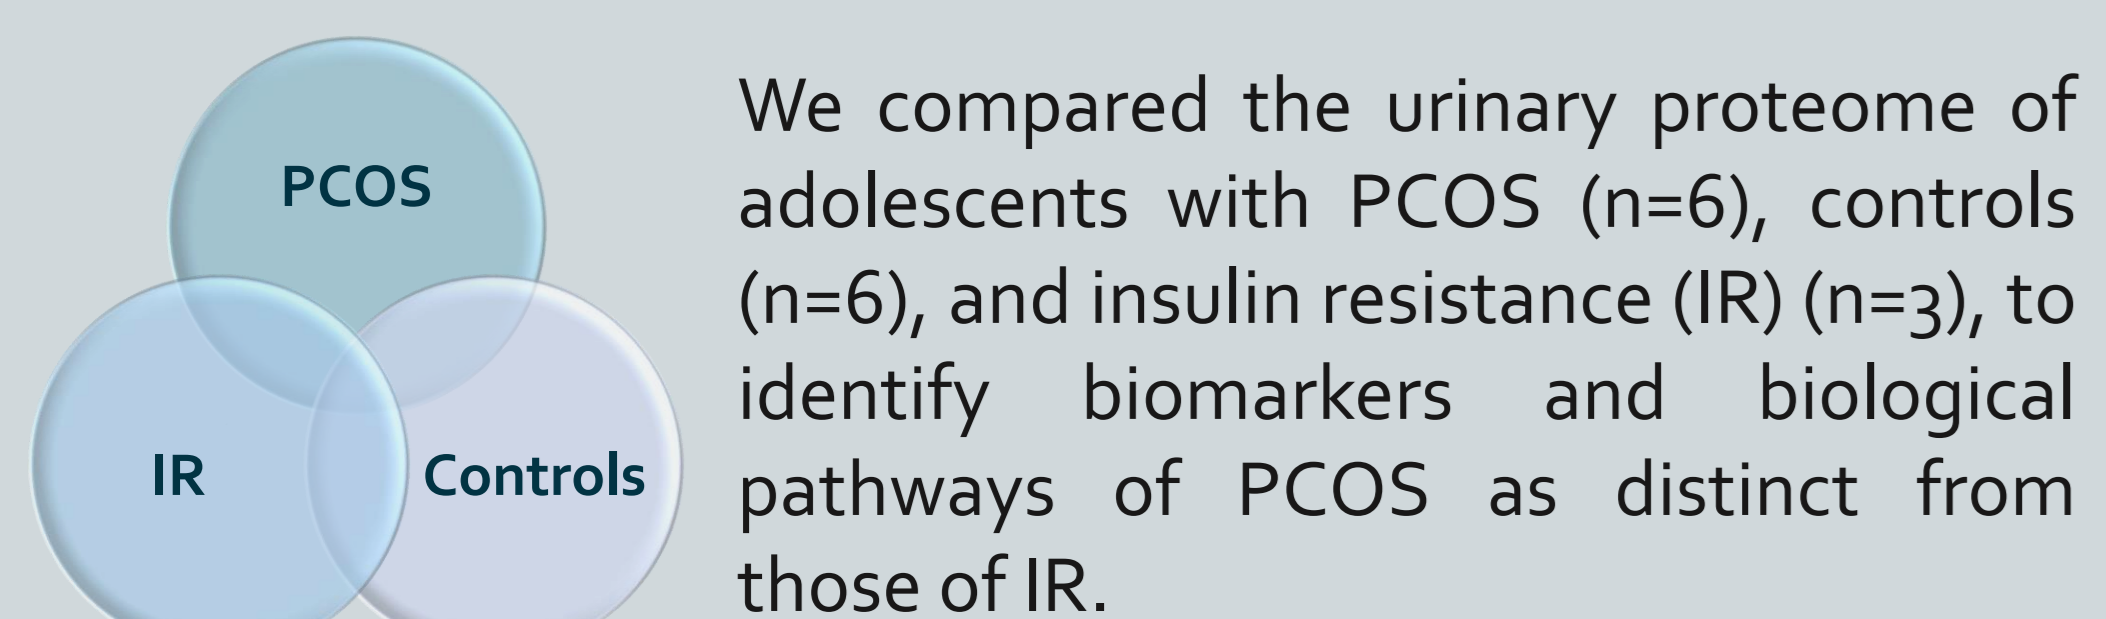 PCOS
IR
Controls
We compared the urinary proteome of
adolescents with PCOS (n=6), controls
(n=6), and insulin resistance (IR) (n=3), to
identify biomarkers and biological
pathways of PCOS as distinct from
those of IR.